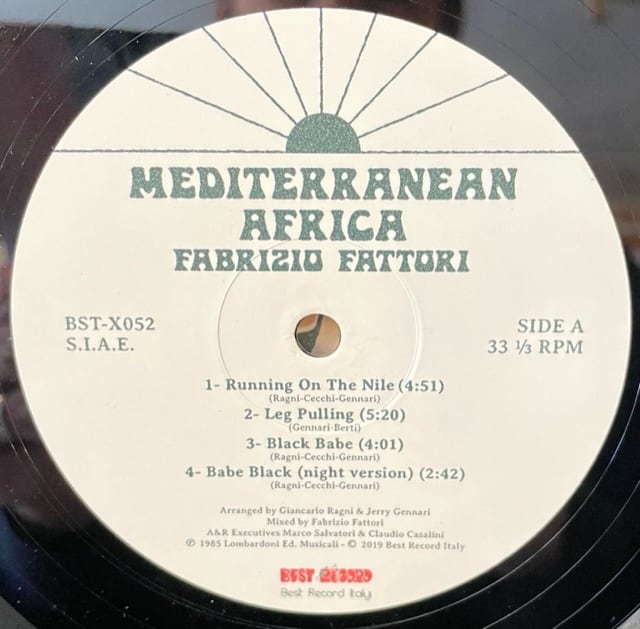 MEDITERRANEAN
AFRICA
FABRIZIO FATTORI
BST-X052
S.I.A.E.
SIDE A
33 ⅓ RPM
1- Running On The Nile (4:51)
(Ragni-Cecchi-Gennari)
2- Leg Pulling (5:20)
(Gennari-Berti)
3- Black Babe (4:01)
(Ragni-Cecchi-Gennari)
4- Babe Black (night version) (2:42)
(Ragni-Cecchi-Gennari)
Arranged by Giancarlo Ragni & Jerry Gennari
Mixed by Fabrizio Fattori
A&R Executives Marco Salvatori & Claudio Casalini
℗ 1985 Lombardoni Ed. Musicali - © 2019 Best Record Italy
BEST RECORD
Best Record Italy